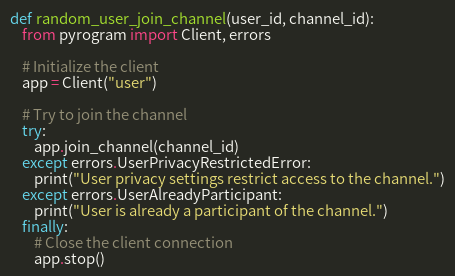 def random_user_join_channel(user_id, channel_id):
from pyrogram import Client, errors
# Initialize the client
app = Client("user")
# Try to join the channel
try:
app.join_channel(channel_id)
except errors.UserPrivacyRestrictedError:
print("User privacy settings restrict access to the channel.")
except errors.UserAlreadyParticipant:
print("User is already a participant of the channel.")
finally:
# Close the client connection
app.stop()